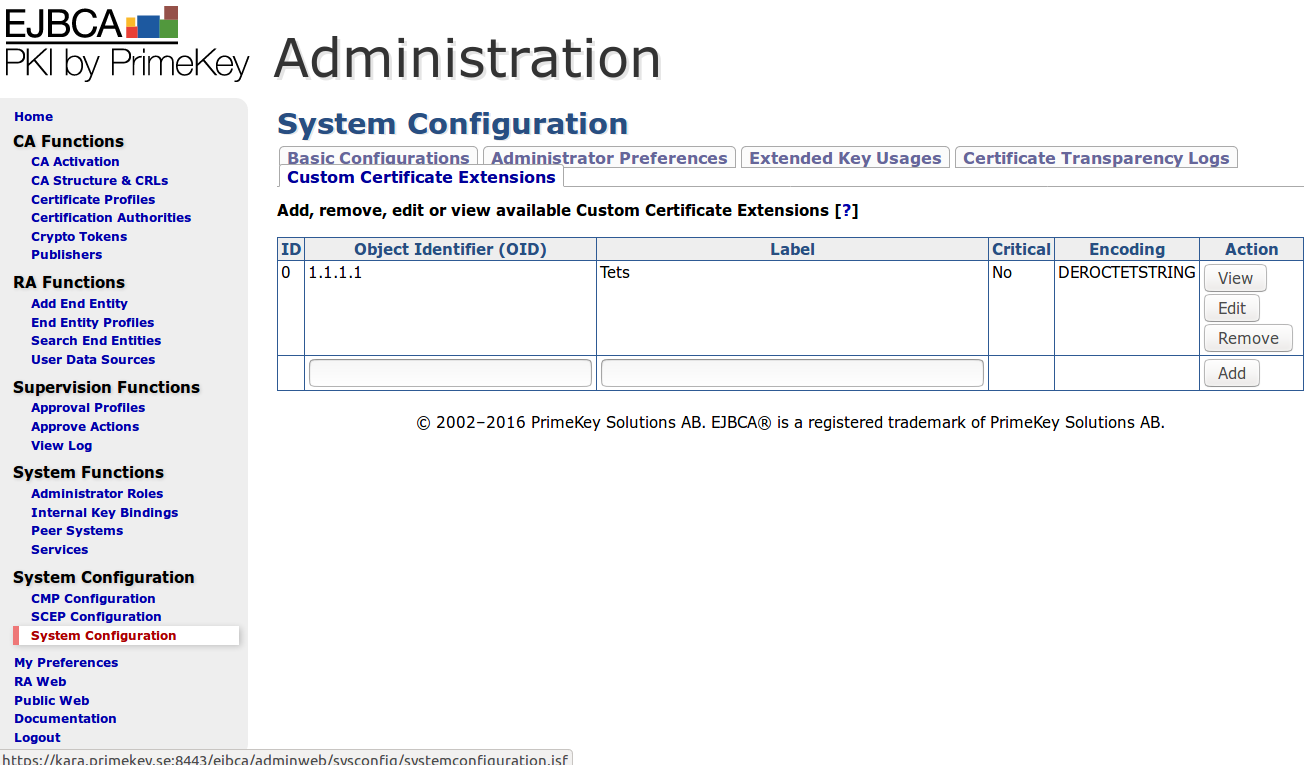 EJBCA
PKI by PrimeKey
Administration
Home
CA Functions
CA Activation
CA Structure & CRLs
Certificate Profiles
Certification Authorities
Crypto Tokens
Publishers
RA Functions
Add End Entity
End Entity Profiles
Search End Entities
User Data Sources
Supervision Functions
Approval Profiles
Approve Actions
View Log
System Functions
Administrator Roles
Internal Key Bindings
Peer Systems
Services
System Configuration
CMP Configuration
SCEP Configuration
System Configuration
My Preferences
RA Web
Public Web
Documentation
Logout
System Configuration
Basic Configurations Administrator Preferences Extended Key Usages Certificate Transparency Logs
Custom Certificate Extensions
Add, remove, edit or view available Custom Certificate Extensions [?]
ID Object Identifier (OID) Label Critical Encoding Action
0 1.1.1.1 Tets No DEROCTETSTRING View
Edit
Remove
Add
© 2002–2016 PrimeKey Solutions AB. EJBCA® is a registered trademark of PrimeKey Solutions AB.
https://kara.primekey.se:8443/ejbca/adminweb/sysconfig/systemconfiguration.jsf